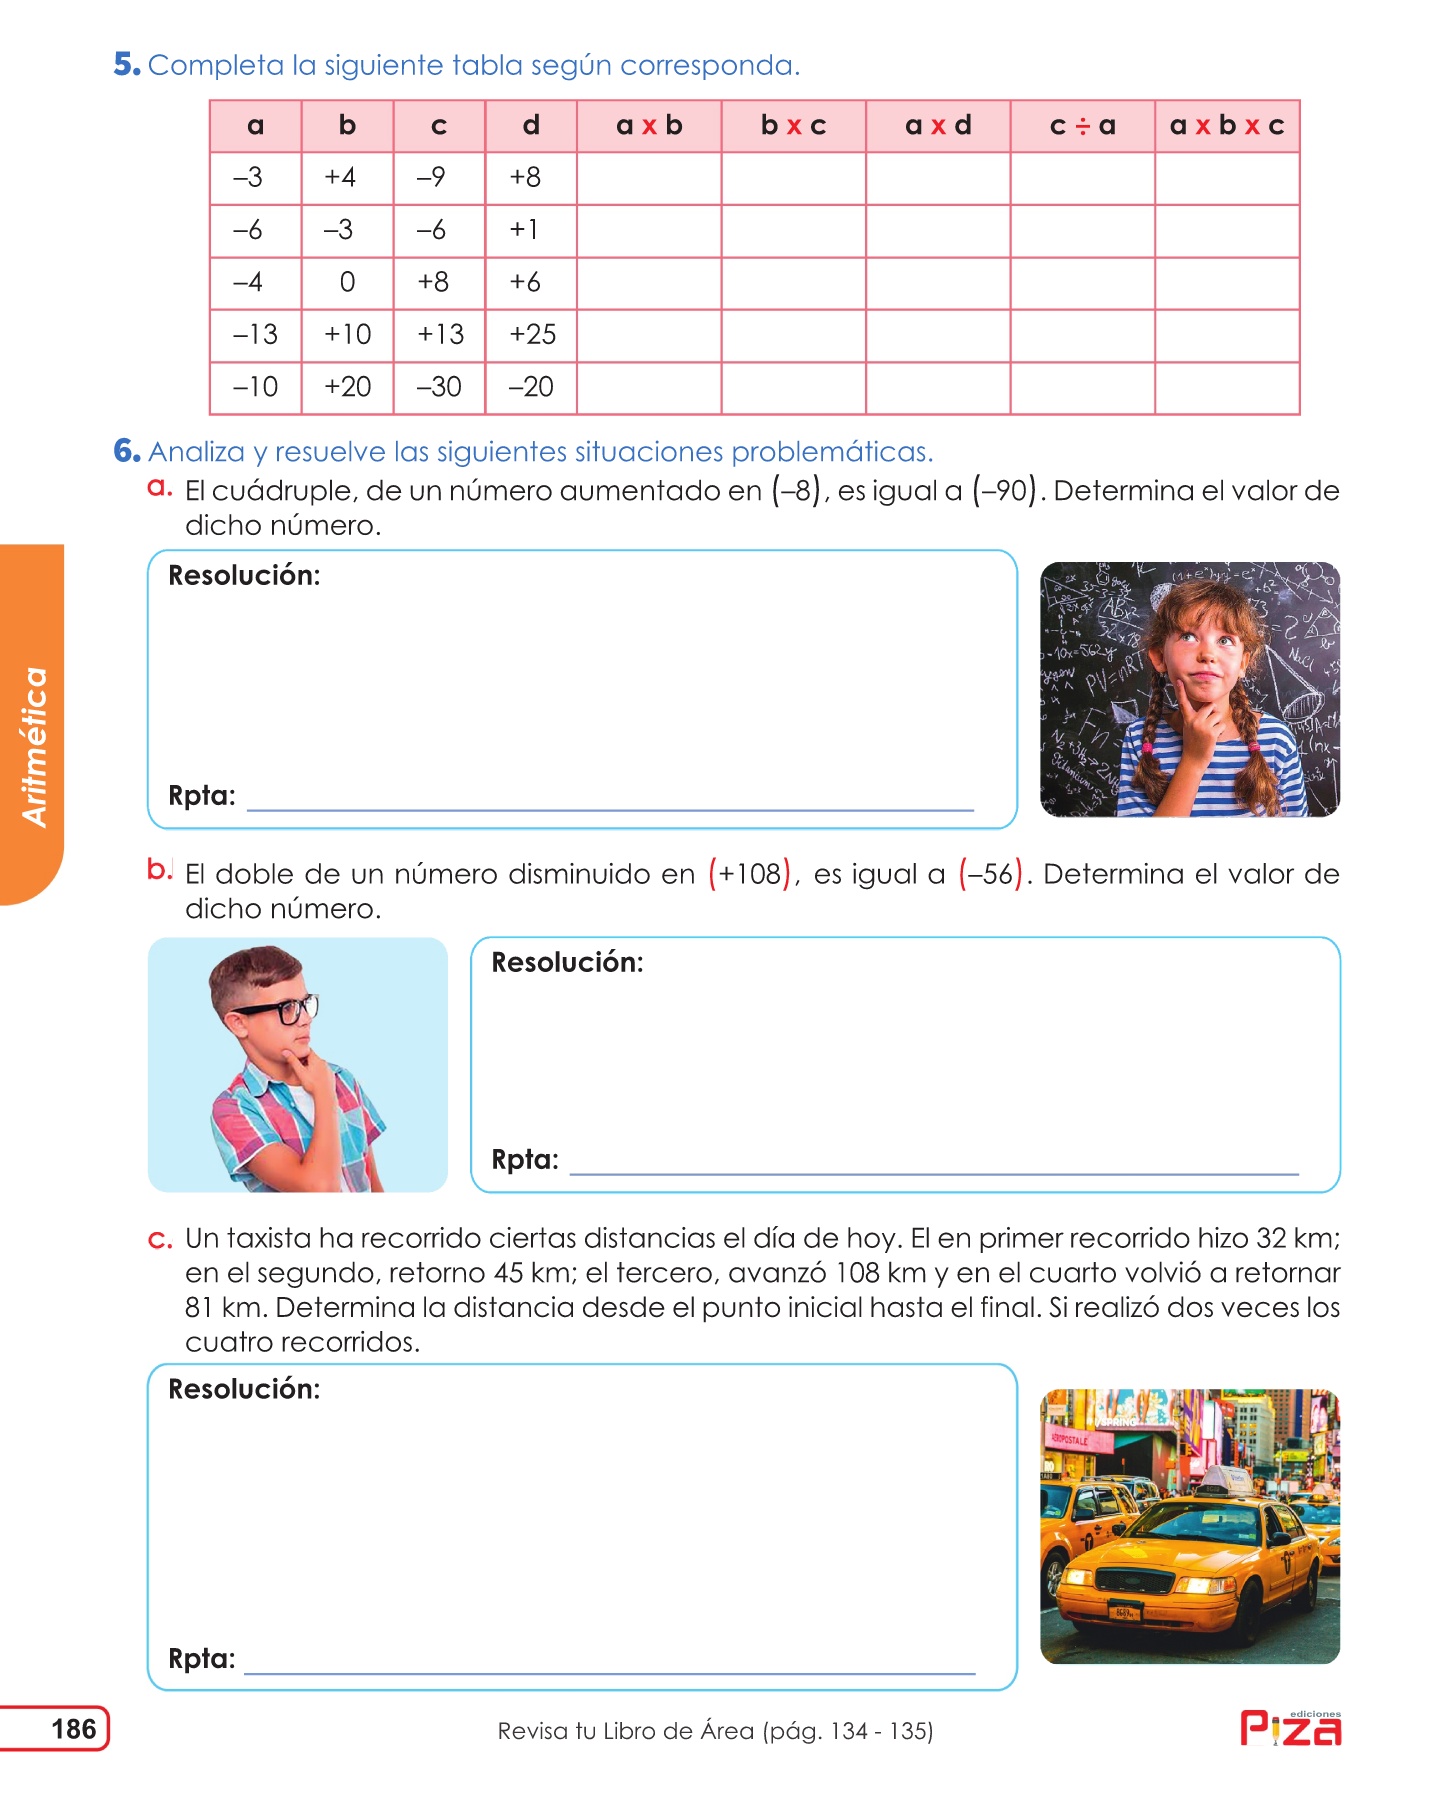 5. Completa la siguiente tabla según corresponda.
a b c d a x b b x c a x d c ÷ a a x b x c
–3 +4 –9 +8
–6 –3 –6 +1
–4 0 +8 +6
–13 +10 +13 +25
–10 +20 –30 –20
6. Analiza y resuelve las siguientes situaciones problemáticas.
a. El cuádruple, de un número aumentado en (–8), es igual a (–90). Determina el valor de
dicho número.
Resolución:
Rpta:
Aritmética
b. El doble de un número disminuido en (+108), es igual a (–56). Determina el valor de
dicho número.
Resolución:
Rpta:
c. Un taxista ha recorrido ciertas distancias el día de hoy. El en primer recorrido hizo 32 km;
en el segundo, retorno 45 km; el tercero, avanzó 108 km y en el cuarto volvió a retornar
81 km. Determina la distancia desde el punto inicial hasta el final. Si realizó dos veces los
cuatro recorridos.
Resolución:
SPRING
AEROPOSTALE
Rpta:
186
Revisa tu Libro de Área (pág. 134 - 135)
ediciones
Piza